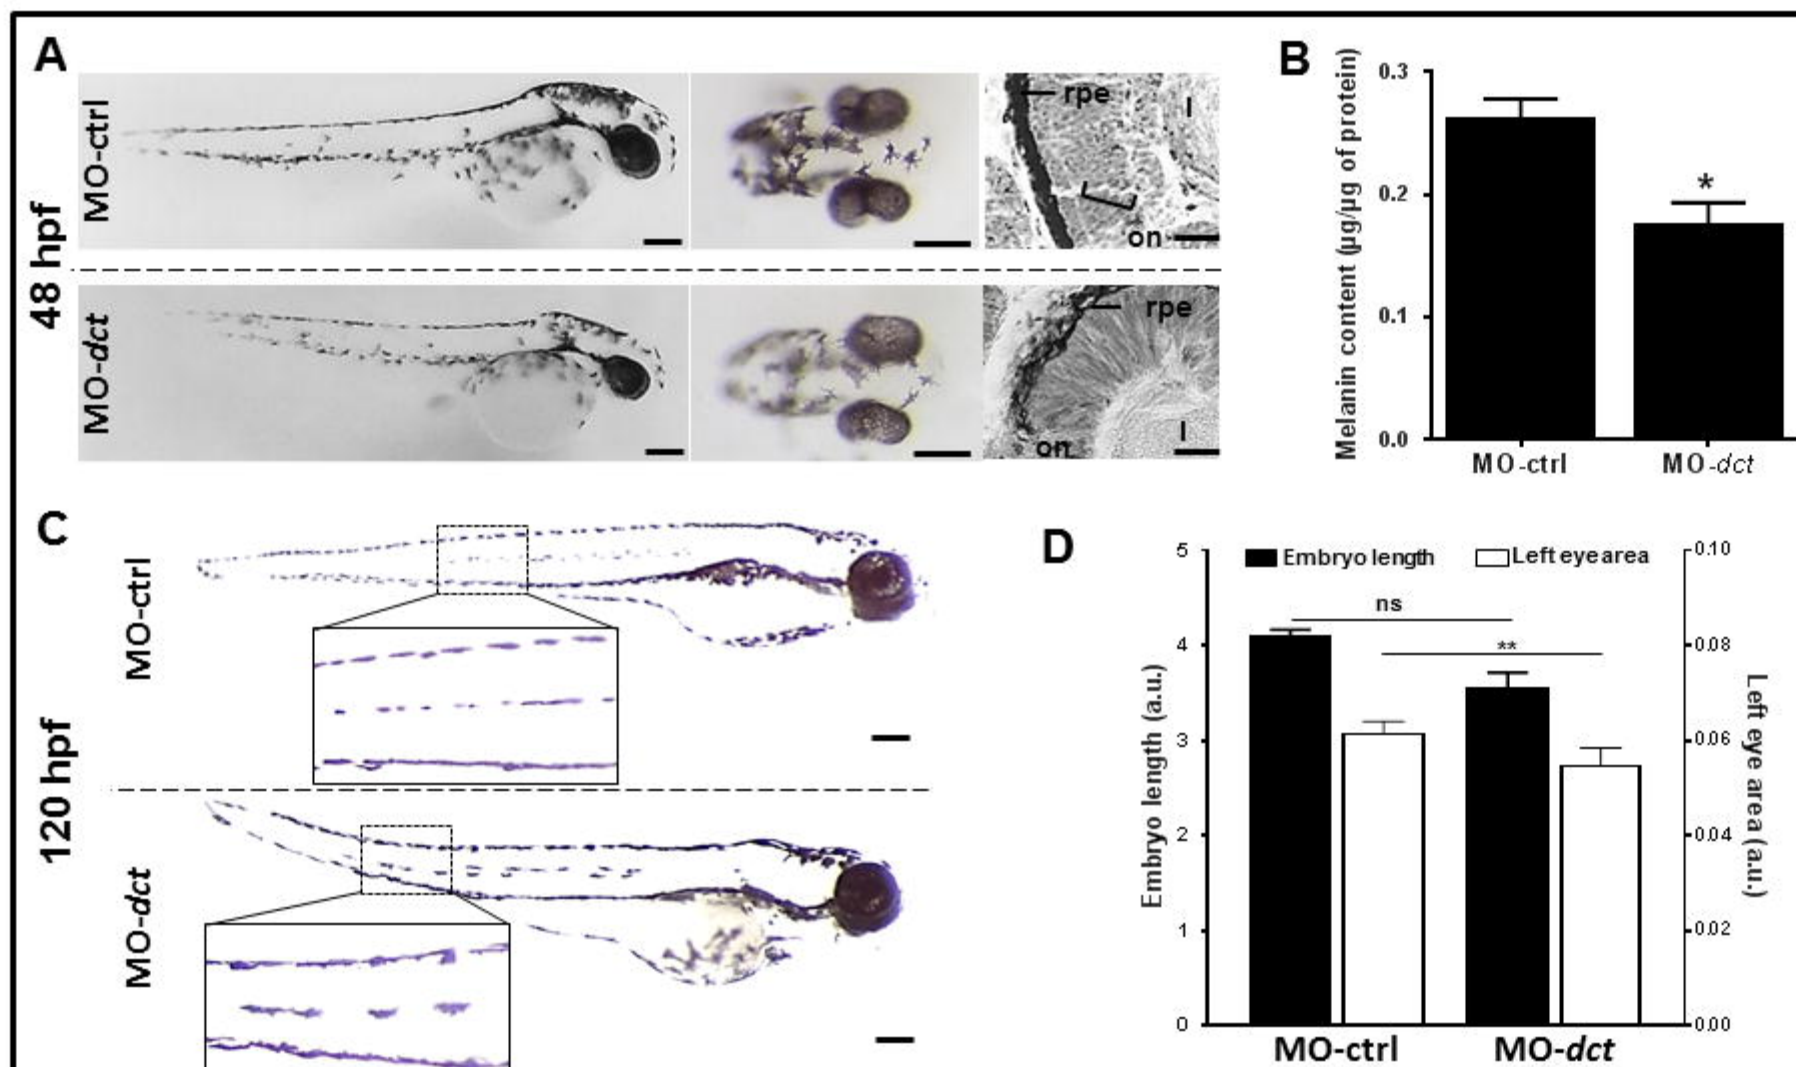 A
48 hpf
MO-ctrl
rpe
l
on
MO-dct
rpe
on
l
B
Melanin content (µg/µg of protein)
0.3
0.2
0.1
0.0
*
MO-ctrl
MO-dct
C
120 hpf
MO-ctrl
MO-dct
D
Embryo length
Left eye area
ns
**
Embryo length (a.u.)
5
4
3
2
1
0
0.10
0.08
0.06
0.04
0.02
0.00
Left eye area (a.u.)
MO-ctrl
MO-dct